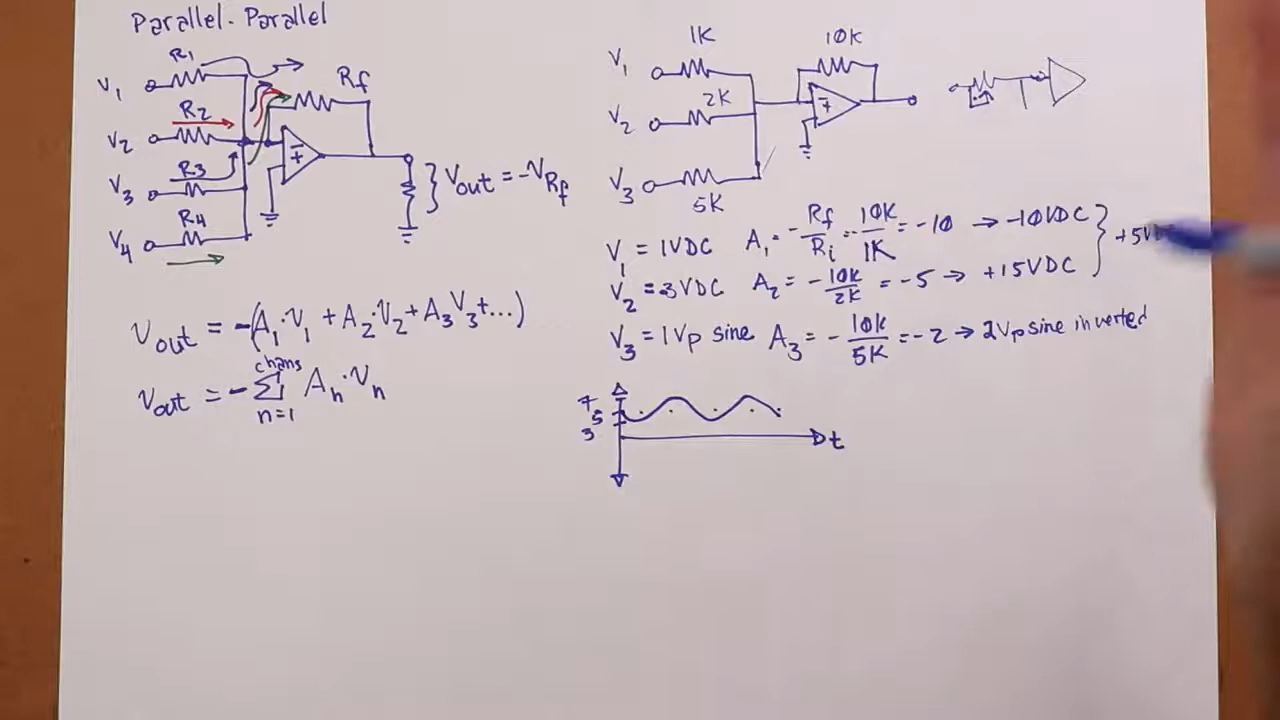 Parallel-Parallel
R1
Rf
V1
R2
V2
R3
V3
R4
V4
- +
} Vout = -VRf
Vout = -(A1·V1 + A2·V2 + A3V3+...)
chans
Vout = -Σ An·Vn
n=1
1K
10K
V1
2K
V2
- +
V3
5K
V1 = 1VDC A1 = -Rf/Ri = -10K/1K = -10 → -10VDC
V2 = 3VDC A2 = -10K/2K = -5 → +15VDC
} +5V
V3 = 1Vp sine A3 = -10K/5K = -2 → 2Vp sine inverted
7
5
3
t